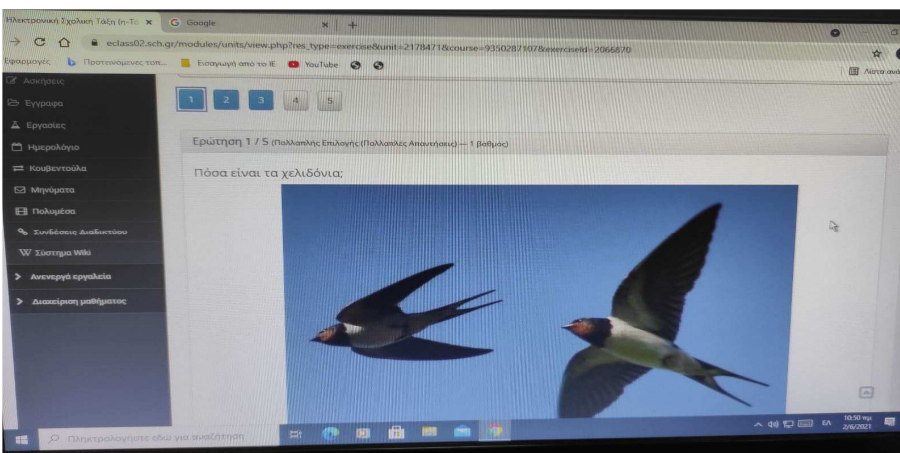 Ηλεκτρονική Σχολική Τάξη (η-Τά
Google
eclass02.sch.gr/modules/units/view.php?res_type=exercise&unit=2178471&course=9350287107&exerciseId=2066870
Εφαρμογές
Προτεινόμενες τοπ...
Εισαγωγή από το IE
YouTube
Λίστα ανά
Ασκήσεις
Έγγραφα
Εργασίες
Ημερολόγιο
Κουβεντούλα
Μηνύματα
Πολυμέσα
Συνδέσεις Διαδικτύου
Σύστημα Wiki
Ανενεργά εργαλεία
Διαχείριση μαθήματος
1 2 3 4 5
Ερώτηση 1 / 5 (Πολλαπλής Επιλογής (Πολλαπλές Απαντήσεις) — 1 βαθμός)
Πόσα είναι τα χελιδόνια;
Πληκτρολογήστε εδώ για αναζήτηση
ΕΛ
10:50 πμ
2/6/2021